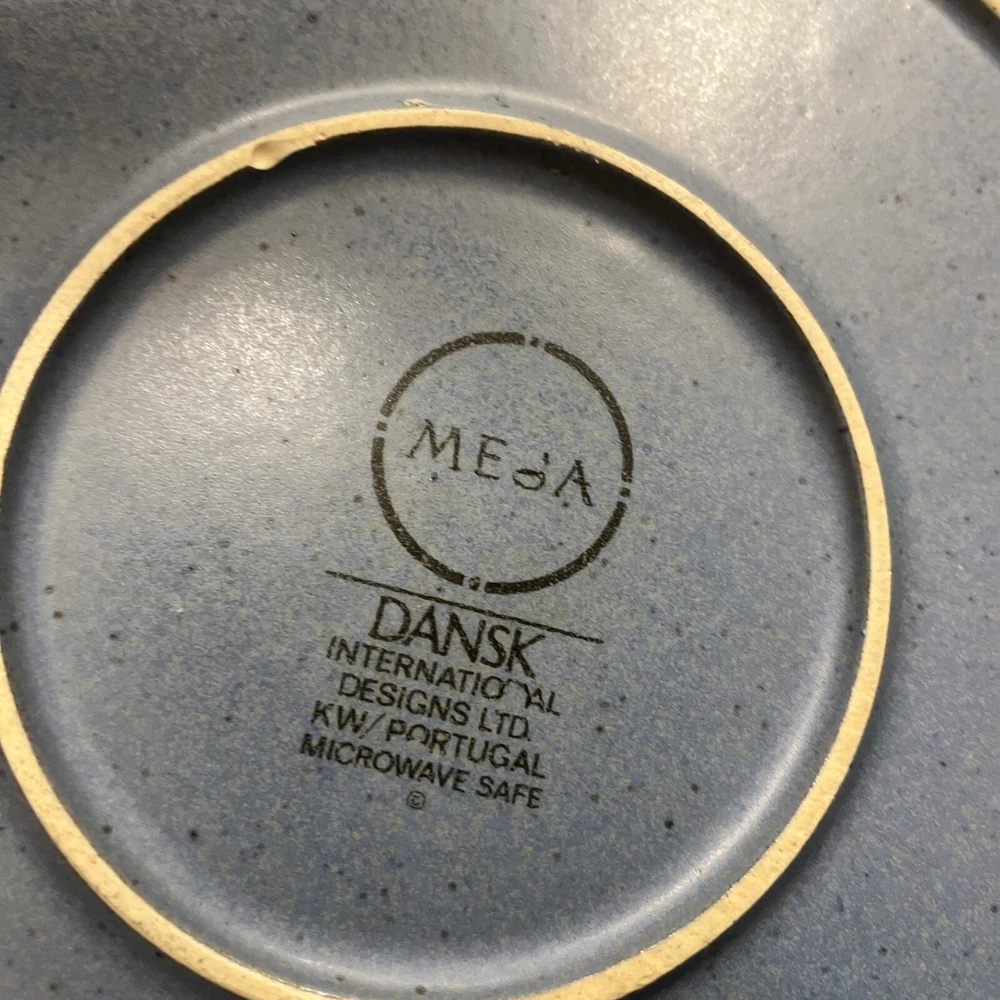 MESA
DANSK
INTERNATIONAL
DESIGNS LTD.
KW/PORTUGAL
MICROWAVE SAFE
©